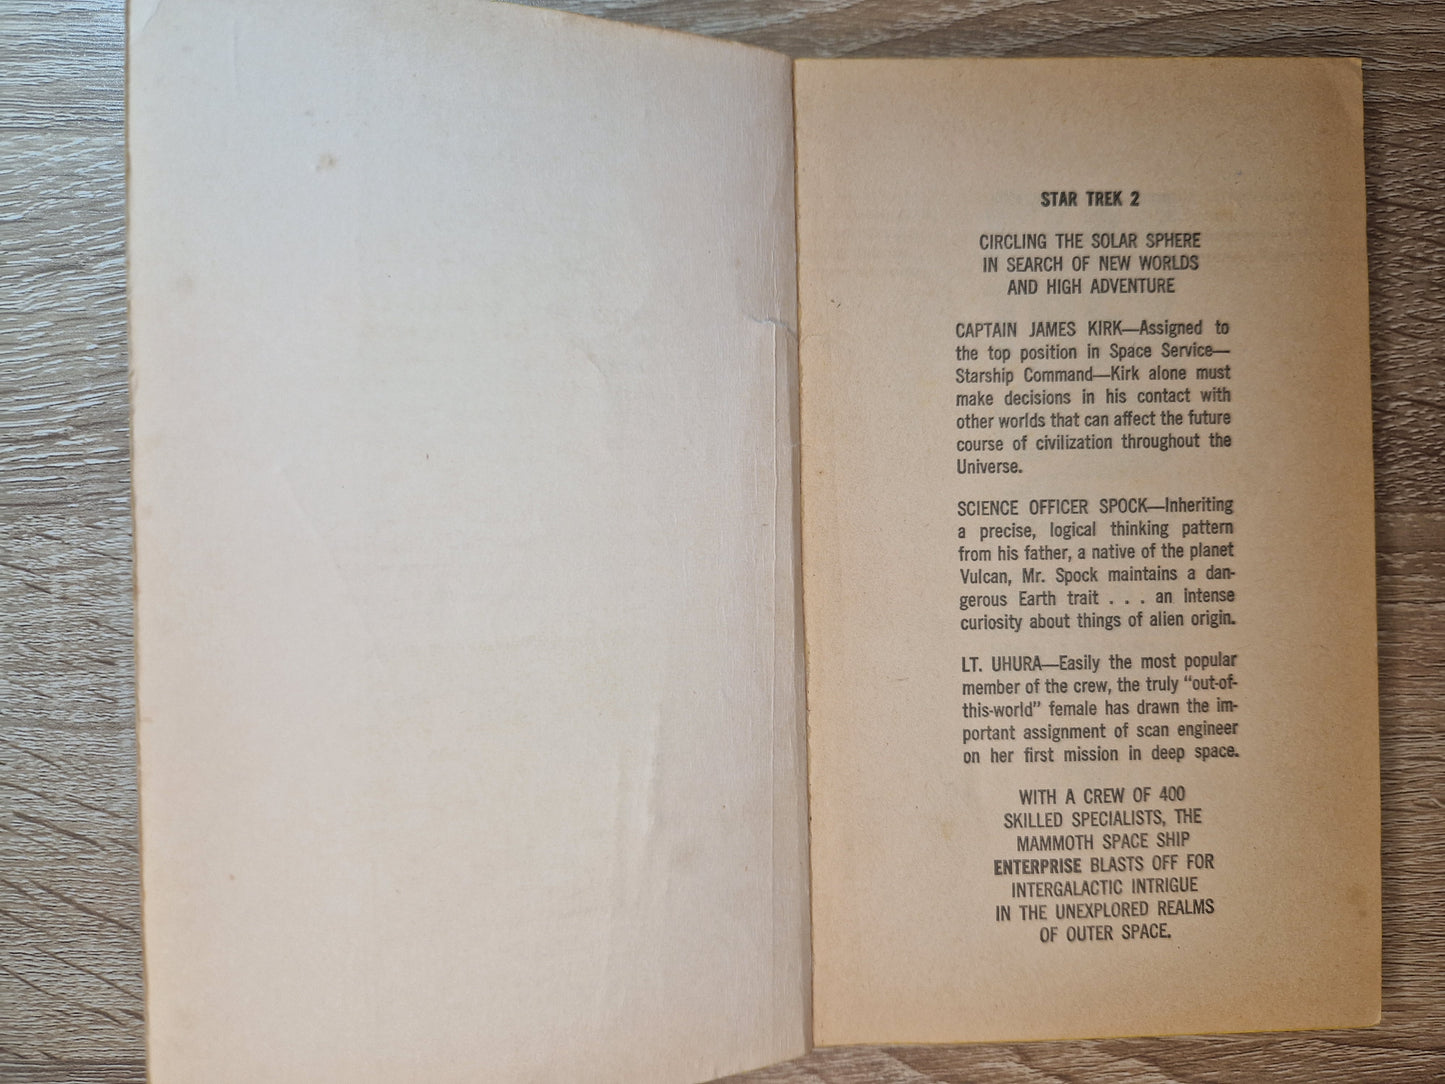 STAR TREK 2
CIRCLING THE SOLAR SPHERE
IN SEARCH OF NEW WORLDS
AND HIGH ADVENTURE
CAPTAIN JAMES KIRK—Assigned to
the top position in Space Service—
Starship Command—Kirk alone must
make decisions in his contact with
other worlds that can affect the future
course of civilization throughout the
Universe.
SCIENCE OFFICER SPOCK—Inheriting
a precise, logical thinking pattern
from his father, a native of the planet
Vulcan, Mr. Spock maintains a dan-
gerous Earth trait . . . an intense
curiosity about things of alien origin.
LT. UHURA—Easily the most popular
member of the crew, the truly “out-of-
this-world” female has drawn the im-
portant assignment of scan engineer
on her first mission in deep space.
WITH A CREW OF 400
SKILLED SPECIALISTS, THE
MAMMOTH SPACE SHIP
ENTERPRISE BLASTS OFF FOR
INTERGALACTIC INTRIGUE
IN THE UNEXPLORED REALMS
OF OUTER SPACE.